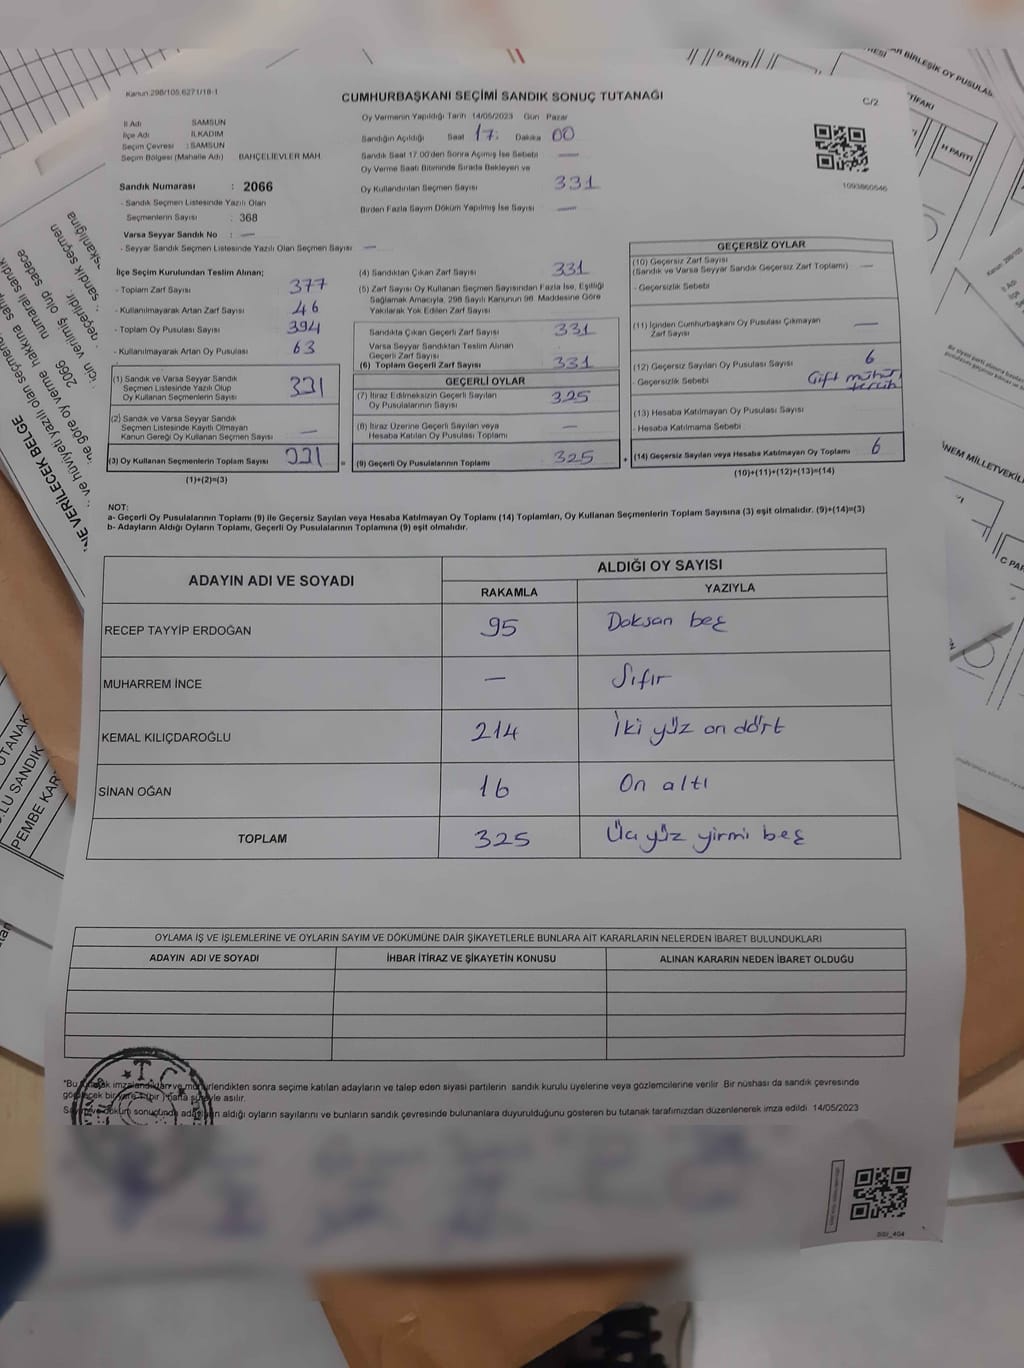 Kanun 298/105.6271/18-1
CUMHURBAŞKANI SEÇİMİ SANDIK SONUÇ TUTANAĞI
C/2
İl Adı SAMSUN
İlçe Adı İLKADIM
Seçim Çevresi : SAMSUN
Seçim Bölgesi (Mahalle Adı) BAHÇELİEVLER MAH.
Sandık Numarası : 2066
- Sandık Seçmen Listesinde Yazılı Olan
Seçmenlerin Sayısı : 368
Varsa Seyyar Sandık No : —
- Seyyar Sandık Seçmen Listesinde Yazılı Olan Seçmen Sayısı —
Oy Vermenin Yapıldığı Tarih 14/05/2023 Gün Pazar
Sandığın Açıldığı Saat 17: Dakika 00
Sandık Saat 17.00'den Sonra Açımış İse Sebebi —
Oy Verme Saati Bitiminde Sırada Bekleyen ve
Oy Kullandırılan Seçmen Sayısı 331
Birden Fazla Sayım Döküm Yapılmış İse Sayısı —
1093860546
İlçe Seçim Kurulundan Teslim Alınan;
- Toplam Zarf Sayısı 377
- Kullanılmayarak Artan Zarf Sayısı 46
- Toplam Oy Pusulası Sayısı 394
- Kullanılmayarak Artan Oy Pusulası 63
(1) Sandık ve Varsa Seyyar Sandık
Seçmen Listesinde Yazılı Olup
Oy Kullanan Seçmenlerin Sayısı 331
(2) Sandık ve Varsa Seyyar Sandık
Seçmen Listesinde Kayıtlı Olmayan
Kanun Gereği Oy Kullanan Seçmen Sayısı —
(3) Oy Kullanan Seçmenlerin Toplam Sayısı 331 =
(1)+(2)=(3)
(4) Sandıktan Çıkan Zarf Sayısı 331
(5) Zarf Sayısı Oy Kullanan Seçmen Sayısından Fazla İse, Eşitliği
Sağlamak Amacıyla, 298 Sayılı Kanunun 98. Maddesine Göre
Yakılarak Yok Edilen Zarf Sayısı
Sandıkta Çıkan Geçerli Zarf Sayısı 331
Varsa Seyyar Sandıktan Teslim Alınan
Geçerli Zarf Sayısı
(6) Toplam Geçerli Zarf Sayısı 331
GEÇERLİ OYLAR
(7) İtiraz Edilmeksizin Geçerli Sayılan
Oy Pusulalarının Sayısı 325
(8) İtiraz Üzerine Geçerli Sayılan veya
Hesaba Katılan Oy Pusulası Toplamı —
(9) Geçerli Oy Pusulalarının Toplamı 325 +
GEÇERSİZ OYLAR
(10) Geçersiz Zarf Sayısı
(Sandık ve Varsa Seyyar Sandık Geçersiz Zarf Toplamı) —
- Geçersizlik Sebebi
(11) İçinden Cumhurbaşkanı Oy Pusulası Çıkmayan
Zarf Sayısı —
(12) Geçersiz Sayılan Oy Pusulası Sayısı 6
- Geçersizlik Sebebi Çift mühür
tercih
(13) Hesaba Katılmayan Oy Pusulası Sayısı
- Hesaba Katılmama Sebebi
(14) Geçersiz Sayılan veya Hesaba Katılmayan Oy Toplamı 6
(10)+(11)+(12)+(13)=(14)
NOT:
a- Geçerli Oy Pusulalarının Toplamı (9) ile Geçersiz Sayılan veya Hesaba Katılmayan Oy Toplamı (14) Toplamları, Oy Kullanan Seçmenlerin Toplam Sayısına (3) eşit olmalıdır. (9)+(14)=(3)
b- Adayların Aldığı Oyların Toplamı, Geçerli Oy Pusulalarının Toplamına (9) eşit olmalıdır.
ADAYIN ADI VE SOYADI
ALDIĞI OY SAYISI
RAKAMLA YAZIYLA
RECEP TAYYİP ERDOĞAN 95 Doksan beş
MUHARREM İNCE — Sıfır
KEMAL KILIÇDAROĞLU 214 İki yüz on dört
SİNAN OĞAN 16 On altı
TOPLAM 325 Üç yüz yirmi beş
OYLAMA İŞ VE İŞLEMLERİNE VE OYLARIN SAYIM VE DÖKÜMÜNE DAİR ŞİKAYETLERLE BUNLARA AİT KARARLARIN NELERDEN İBARET BULUNDUKLARI
ADAYIN ADI VE SOYADI İHBAR İTİRAZ VE ŞİKAYETİN KONUSU ALINAN KARARIN NEDEN İBARET OLDUĞU
T.C.
imzalandıktan ve mühürlendikten sonra seçime katılan adayların ve talep eden siyasi partilerin sandık kurulu üyelerine veya gözlemcilerine verilir Bir nüshası da sandık çevresinde
asılır.
aldığı oyların sayılarını ve bunların sandık çevresinde bulunanlara duyurulduğunu gösteren bu tutanak tarafımızdan düzenlenerek imza edildi 14/05/2023
SSI_404
D PARTİ
BİRLEŞİK OY PUSULASI
H PARTİ
NE VERİLECEK BELGE
PEMBE KAR